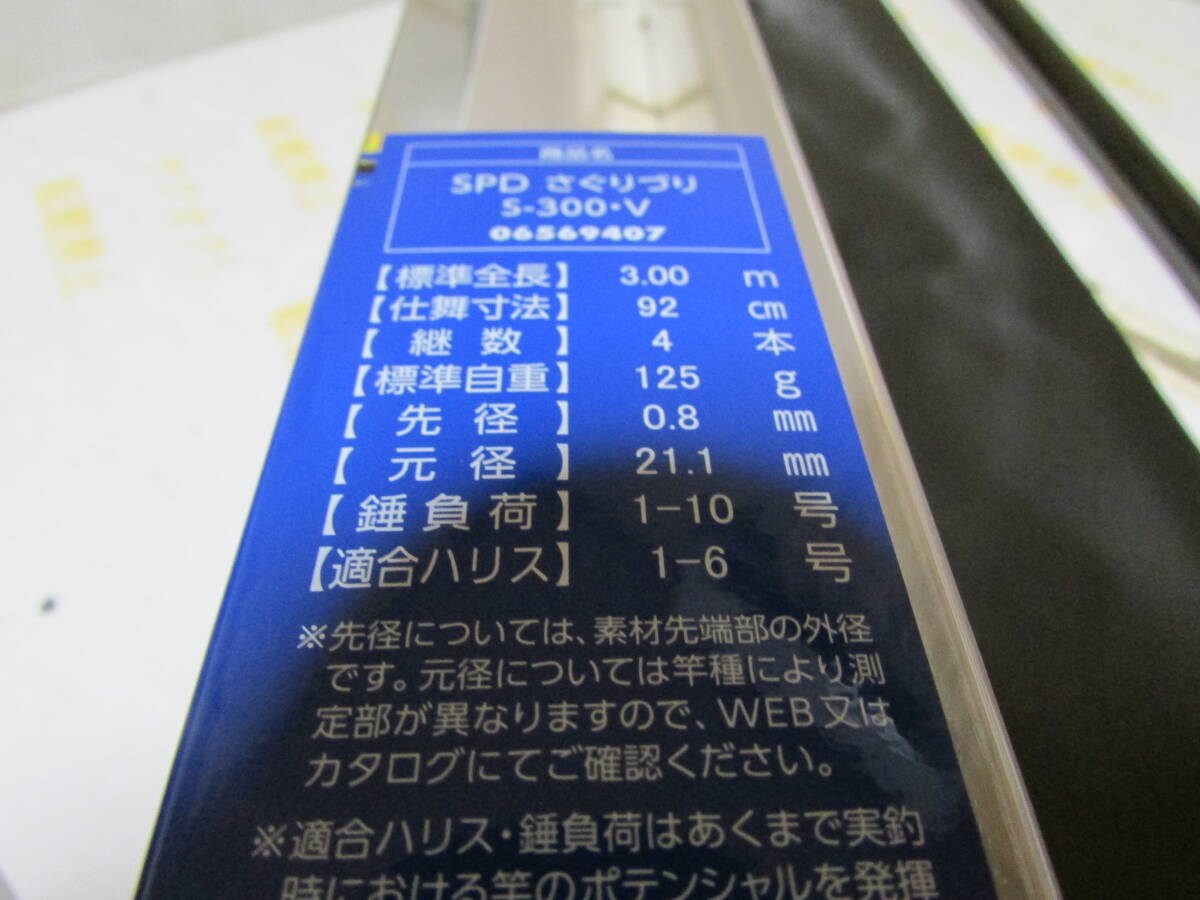 商品名
SPD さぐりづり
S-300・V
06569407
【標準全長】 3.00 m
【仕舞寸法】 92 ㎝
【継数】 4 本
【標準自重】 125 g
【先径】 0.8 ㎜
【元径】 21.1 ㎜
【錘負荷】 1-10 号
【適合ハリス】 1-6 号
※先径については、素材先端部の外径
です。元径については竿種により測
定部が異なりますので、WEB又は
カタログにてご確認ください。
※適合ハリス・錘負荷はあくまで実釣
時における竿のポテンシャルを発揮